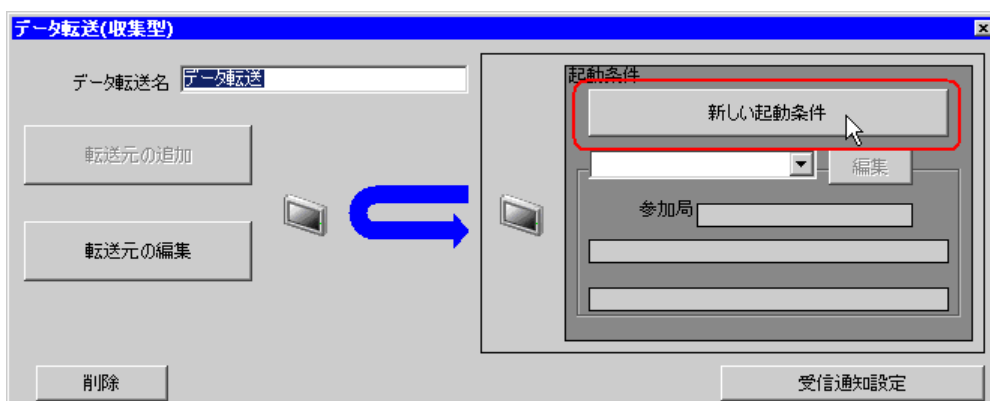 データ転送(収集型)
データ転送名 データ転送
転送元の追加
転送元の編集
起動条件
新しい起動条件
編集
参加局
削除
受信通知設定